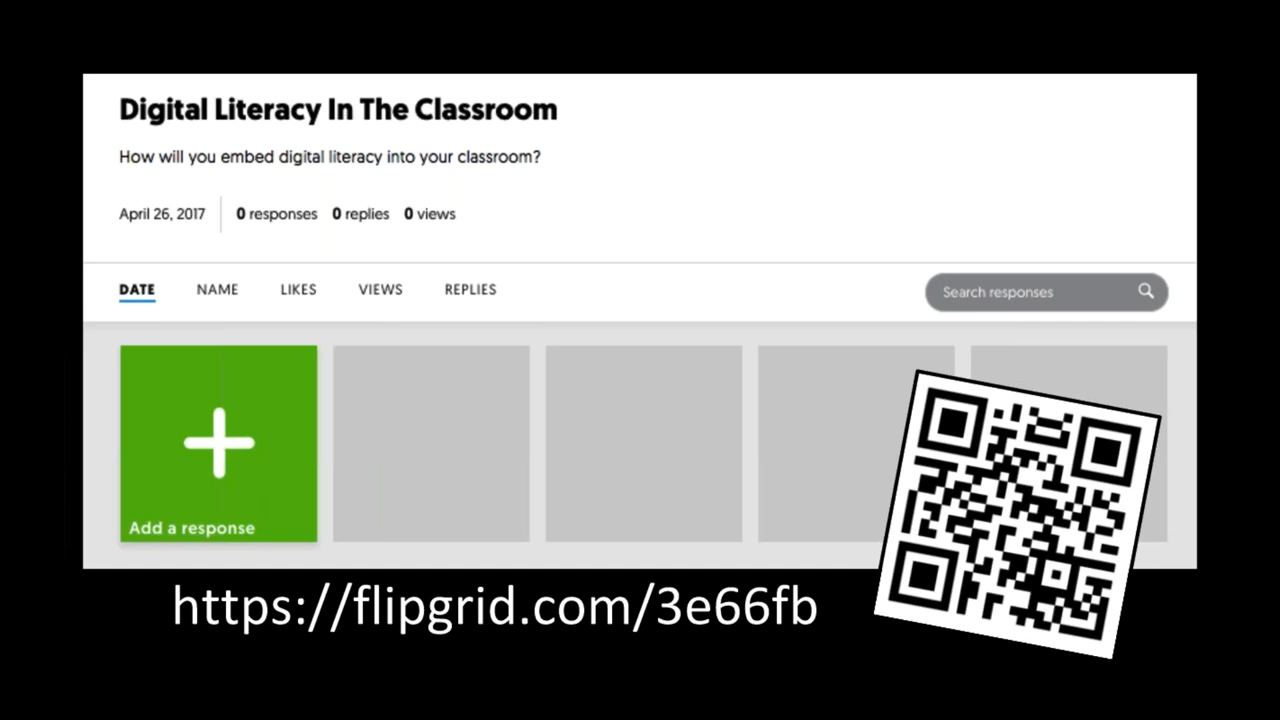 Digital Literacy In The Classroom
How will you embed digital literacy into your classroom?
April 26, 2017 0 responses 0 replies 0 views
DATE NAME LIKES VIEWS REPLIES Search responses
Add a response
https://flipgrid.com/3e66fb